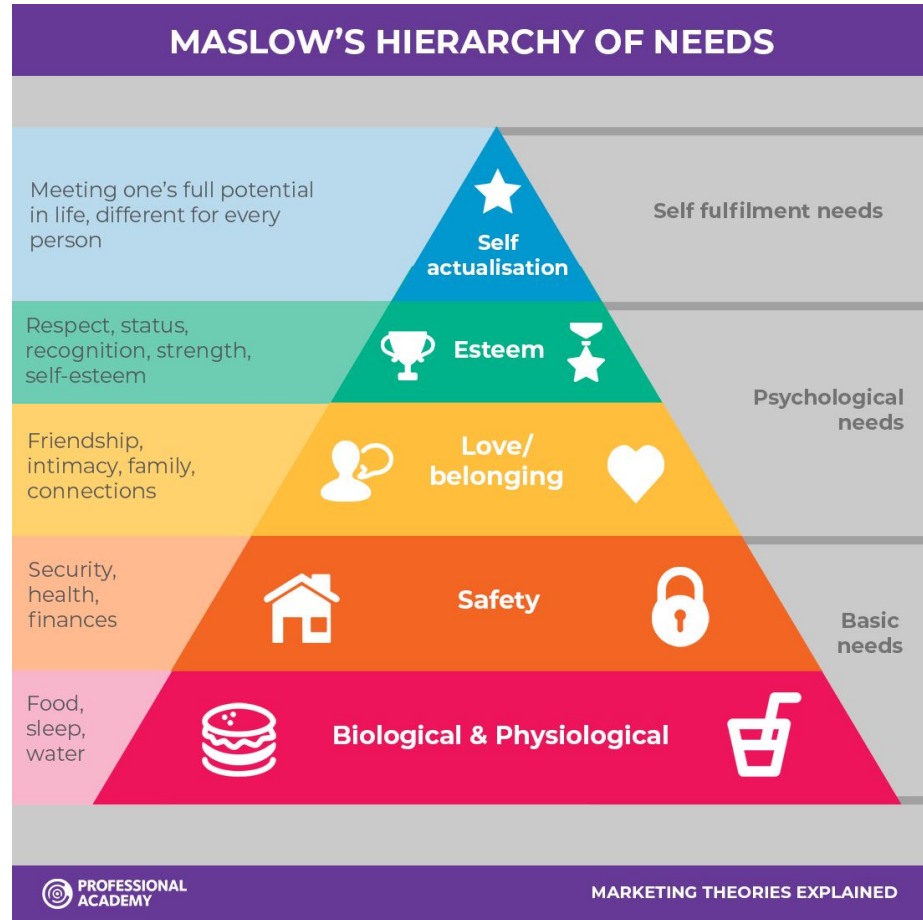 MASLOW'S HIERARCHY OF NEEDS
Meeting one's full potential
in life, different for every
person
Self
actualisation
Self fulfilment needs
Respect, status,
recognition, strength,
self-esteem
Esteem
Psychological
needs
Friendship,
intimacy, family,
connections
Love/
belonging
Security,
health,
finances
Safety
Basic
needs
Food,
sleep,
water
Biological & Physiological
PROFESSIONAL
ACADEMY
MARKETING THEORIES EXPLAINED